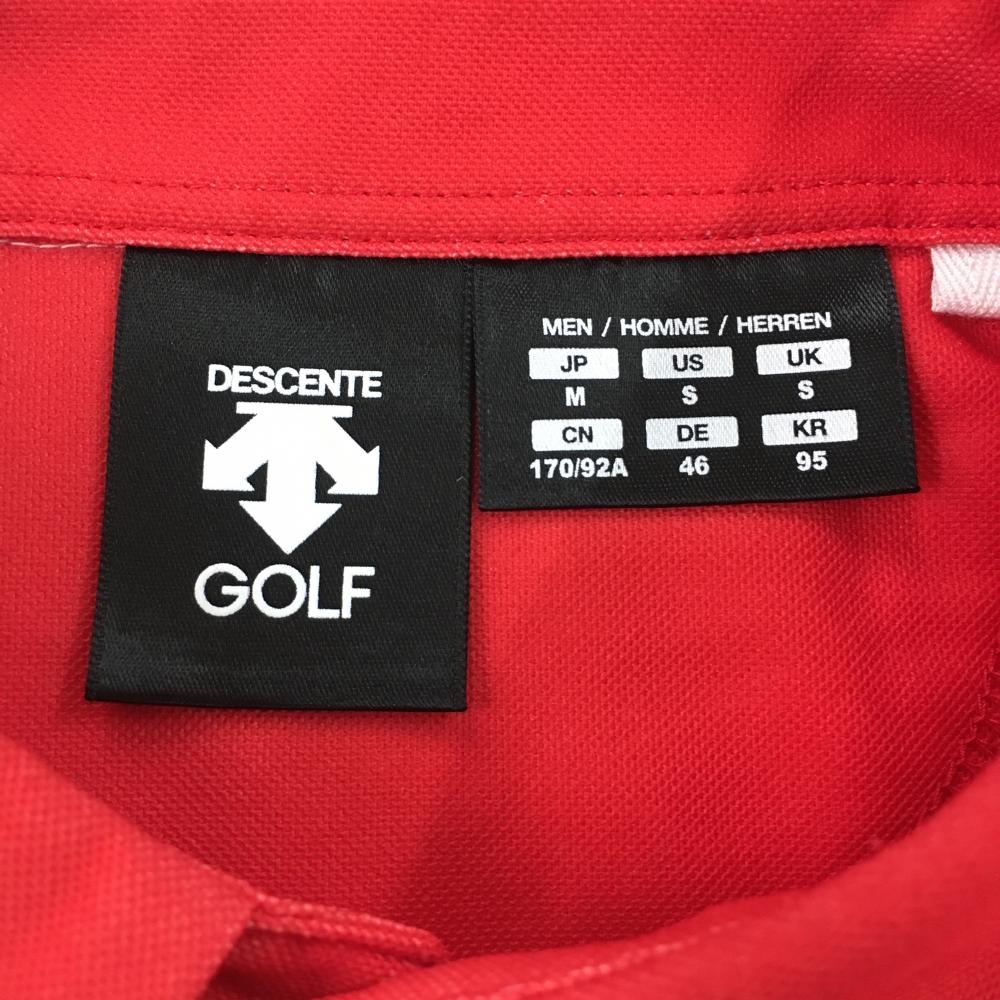 DESCENTE
GOLF
MEN / HOMME / HERREN
JP US UK
M S S
CN DE KR
170/92A 46 95